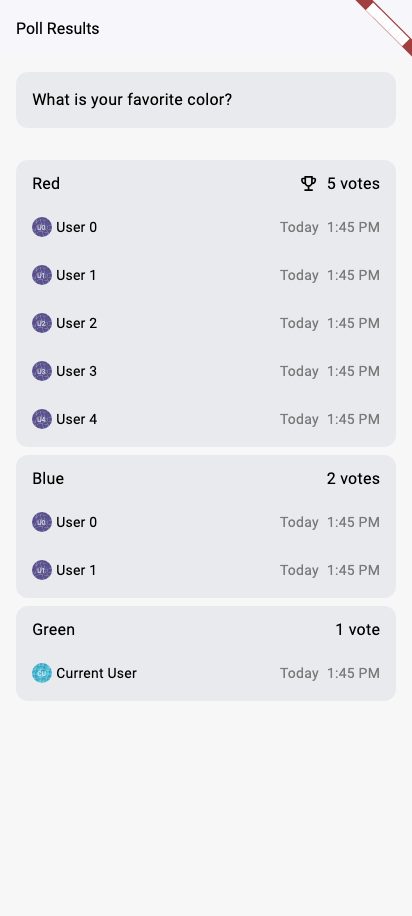 Poll Results
What is your favorite color?
Red 5 votes
U0 User 0 Today 1:45 PM
U1 User 1 Today 1:45 PM
U2 User 2 Today 1:45 PM
U3 User 3 Today 1:45 PM
U4 User 4 Today 1:45 PM
Blue 2 votes
U0 User 0 Today 1:45 PM
U1 User 1 Today 1:45 PM
Green 1 vote
CU Current User Today 1:45 PM